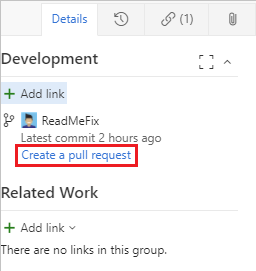 Details (1)
Development
Add link
ReadMeFix
Latest commit 2 hours ago
Create a pull request
Related Work
Add link
There are no links in this group.